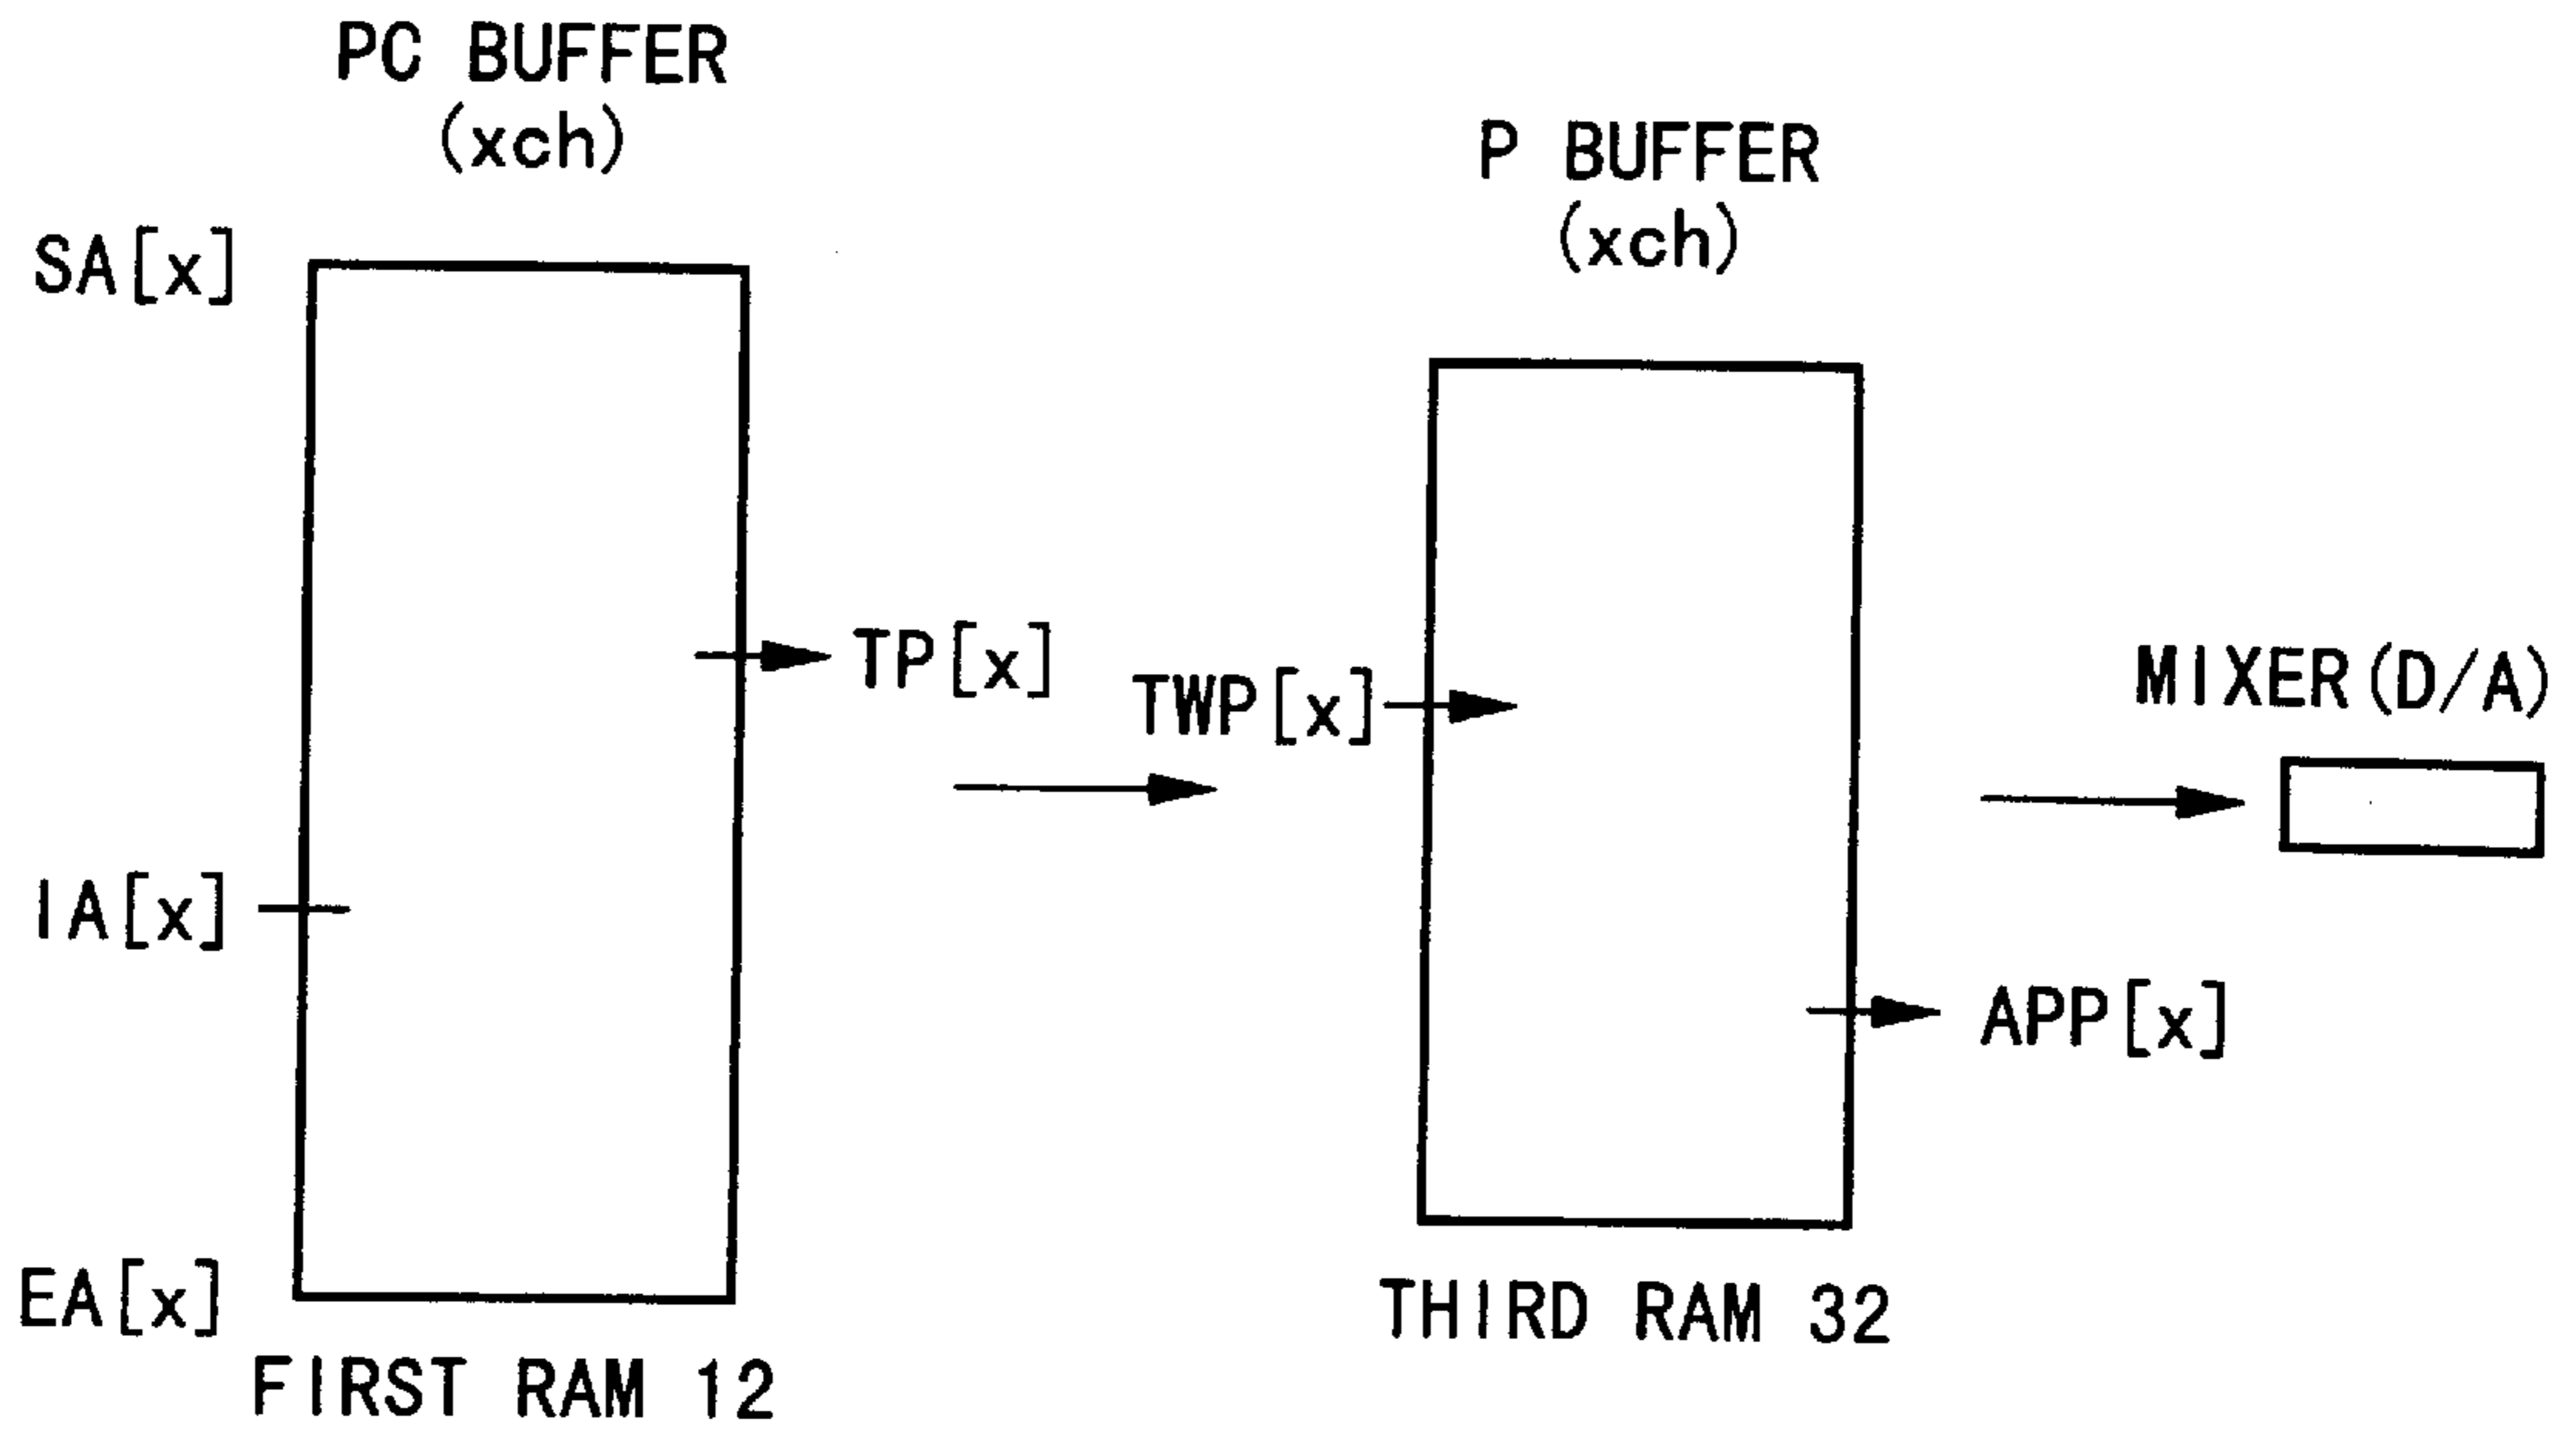 PC BUFFER
(xch)
P BUFFER
(xch)
SA[x]
TP[x]
TWP[x]
MIXER(D/A)
IA[x]
APP[x]
EA[x]
THIRD RAM 32
FIRST RAM 12